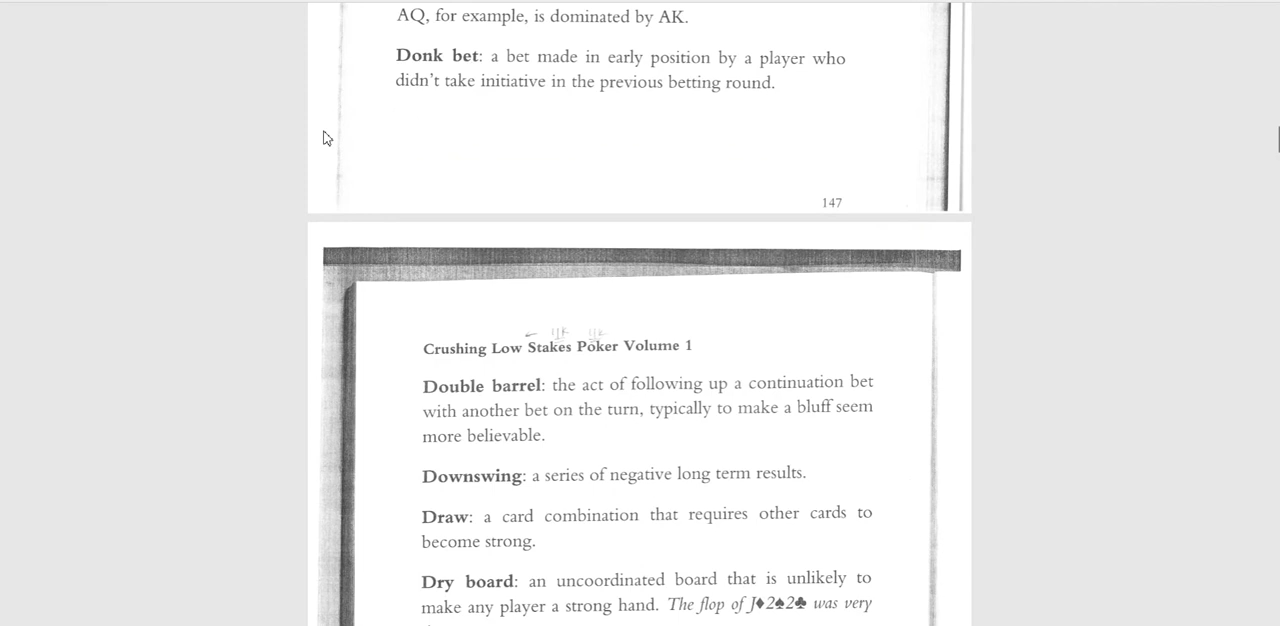 AQ, for example, is dominated by AK.
Donk bet: a bet made in early position by a player who
didn't take initiative in the previous betting round.
147
Crushing Low Stakes Poker Volume 1
Double barrel: the act of following up a continuation bet
with another bet on the turn, typically to make a bluff seem
more believable.
Downswing: a series of negative long term results.
Draw: a card combination that requires other cards to
become strong.
Dry board: an uncoordinated board that is unlikely to
make any player a strong hand. The flop of J♦2♠2♣ was very